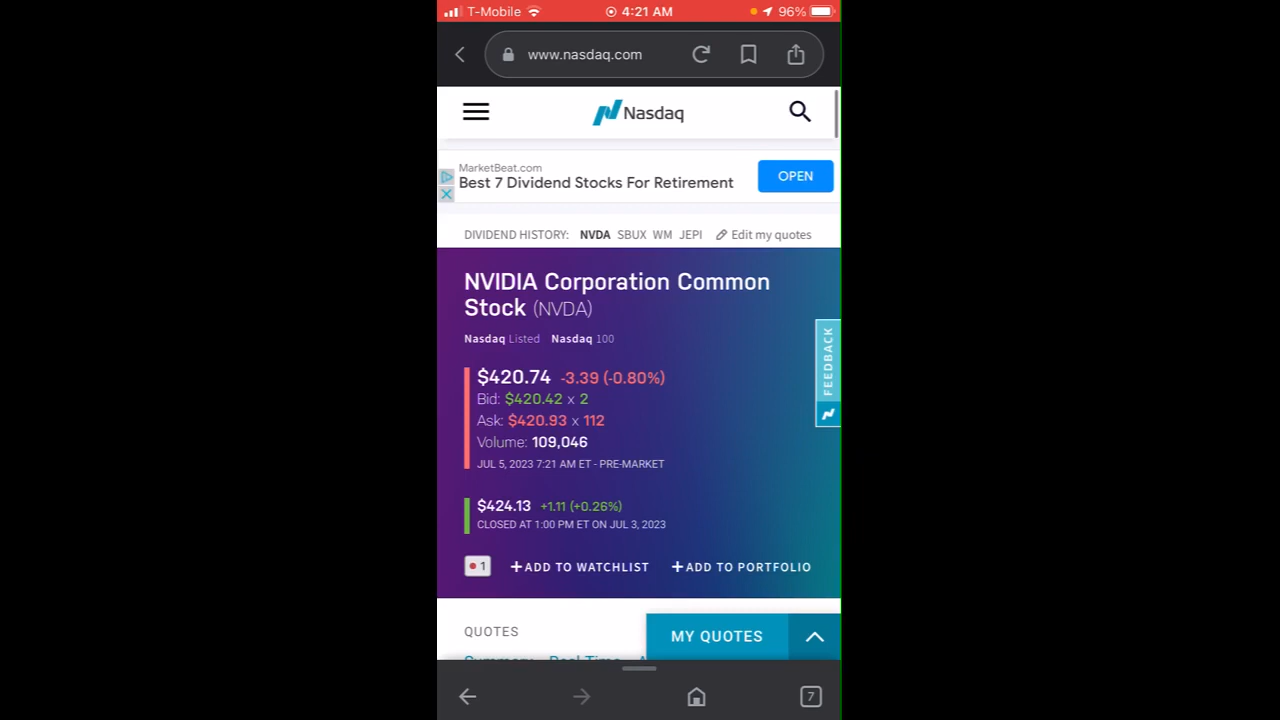 T-Mobile 4:21 AM 96%
www.nasdaq.com
Nasdaq
MarketBeat.com
Best 7 Dividend Stocks For Retirement
OPEN
DIVIDEND HISTORY: NVDA SBUX WM JEPI Edit my quotes
NVIDIA Corporation Common
Stock (NVDA)
Nasdaq Listed Nasdaq 100
$420.74 -3.39 (-0.80%)
Bid: $420.42 x 2
Ask: $420.93 x 112
Volume: 109,046
JUL 5, 2023 7:21 AM ET - PRE-MARKET
FEEDBACK
$424.13 +1.11 (+0.26%)
CLOSED AT 1:00 PM ET ON JUL 3, 2023
1 +ADD TO WATCHLIST +ADD TO PORTFOLIO
QUOTES
MY QUOTES
Summary Real-Time
7